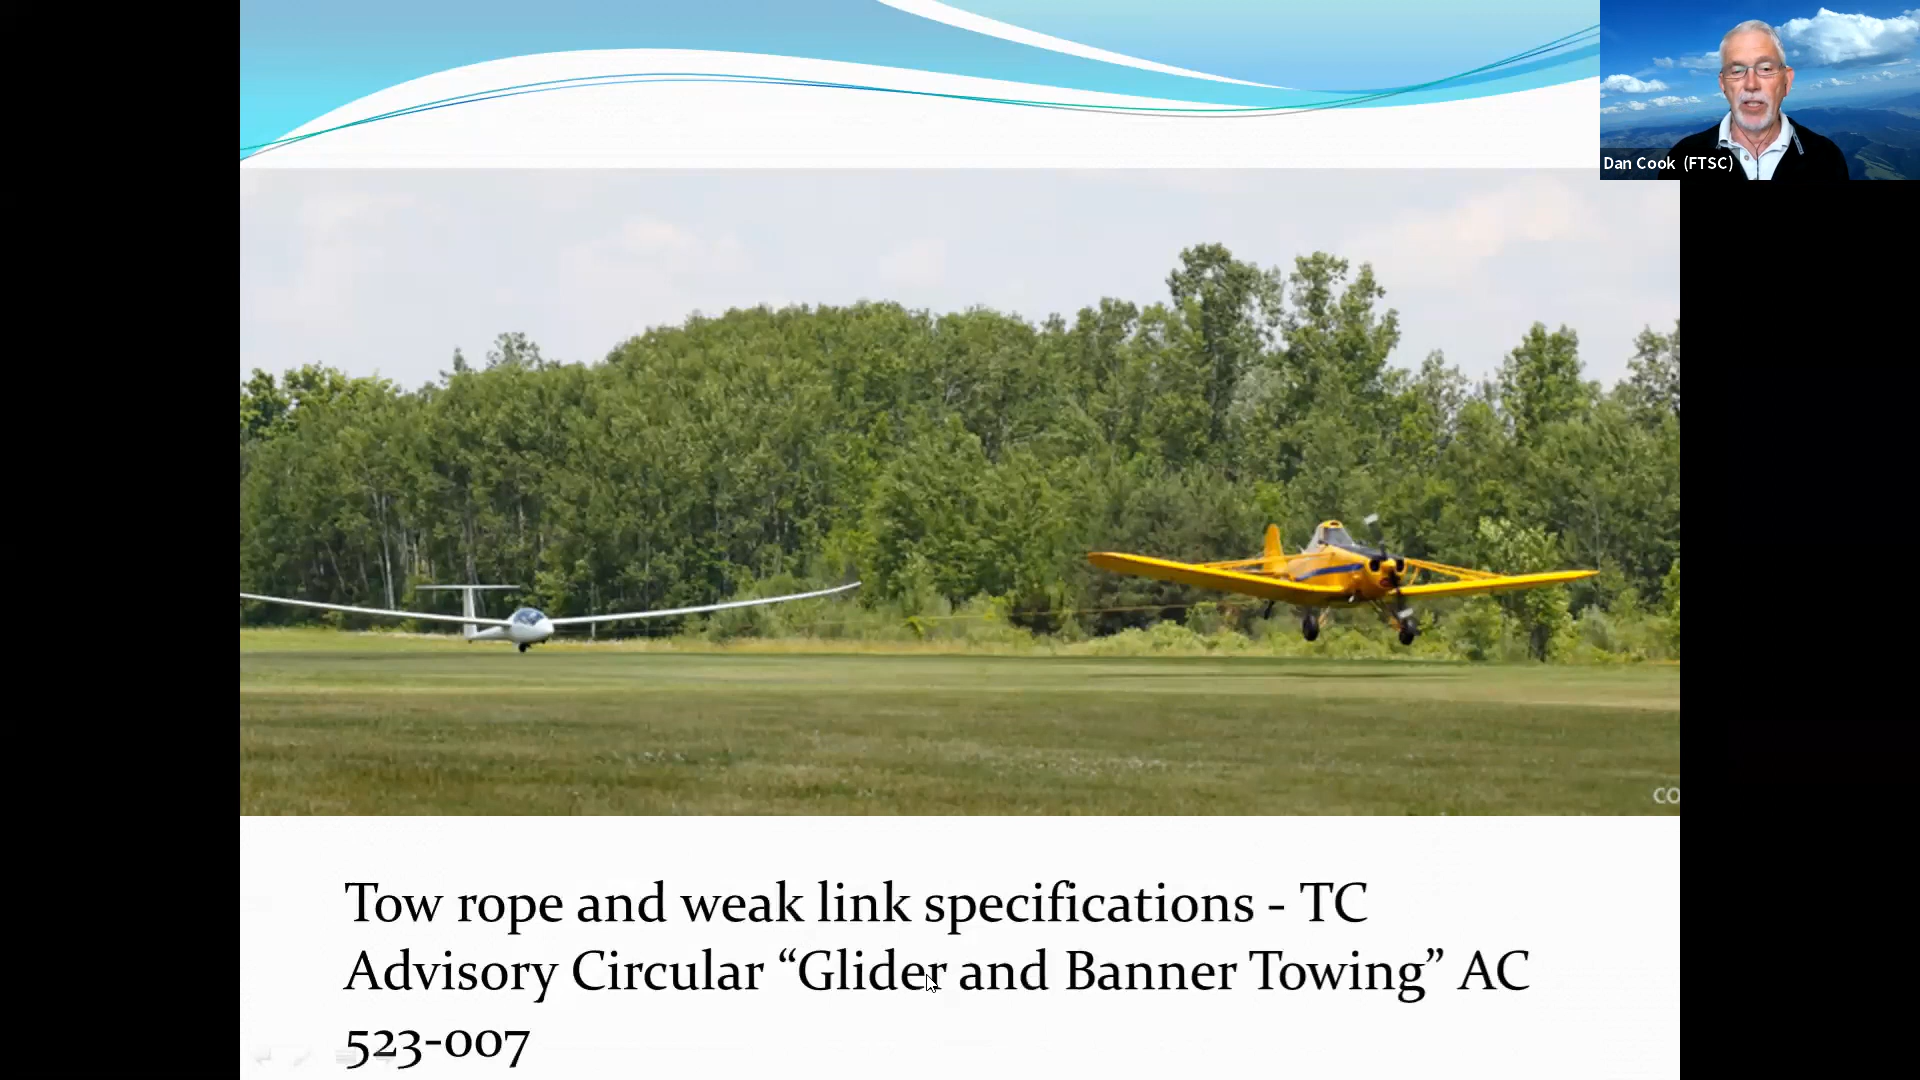 Dan Cook (FTSC)
CO
Tow rope and weak link specifications - TC
Advisory Circular “Glider and Banner Towing” AC
523-007